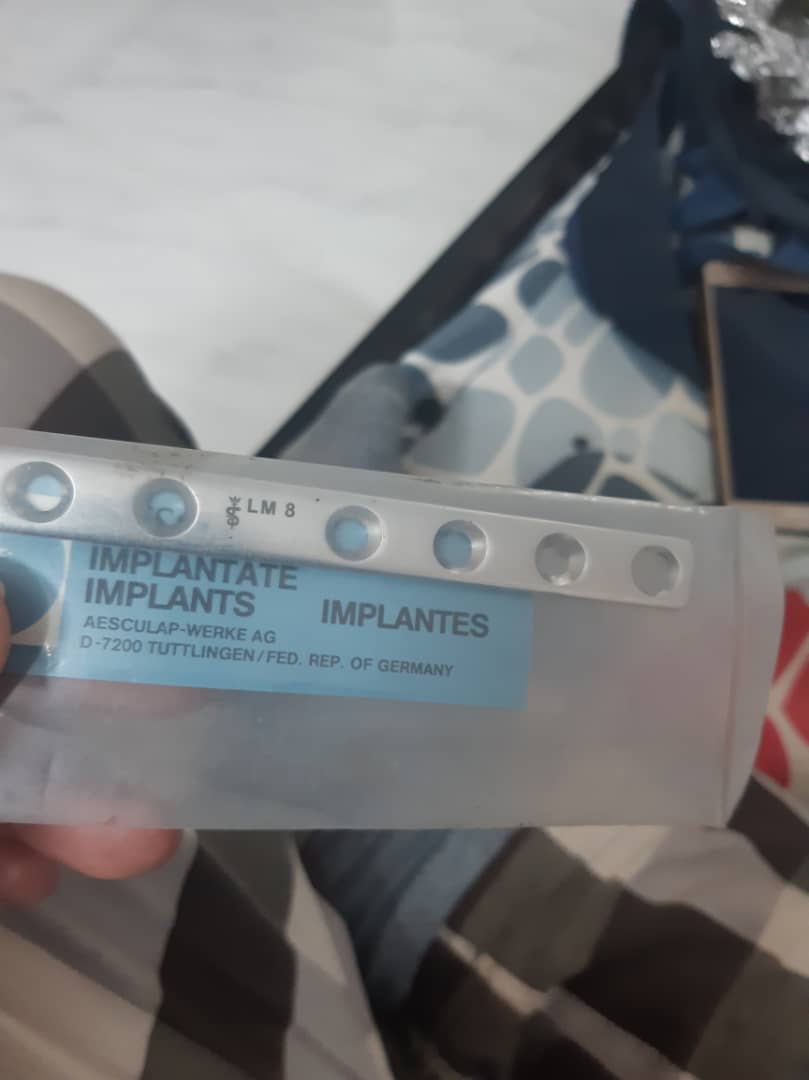 LM 8
IMPLANTATE
IMPLANTS IMPLANTES
AESCULAP-WERKE AG
D-7200 TUTTLINGEN/FED. REP. OF GERMANY